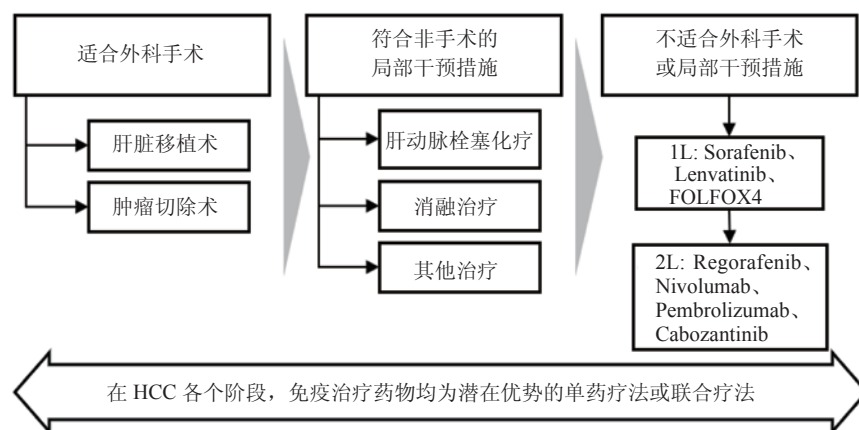 适合外科手术
肝脏移植术
肿瘤切除术
符合非手术的
局部干预措施
肝动脉栓塞化疗
消融治疗
其他治疗
不适合外科手术
或局部干预措施
1L: Sorafenib、
Lenvatinib、
FOLFOX4
2L: Regorafenib、
Nivolumab、
Pembrolizumab、
Cabozantinib
在 HCC 各个阶段，免疫治疗药物均为潜在优势的单药疗法或联合疗法